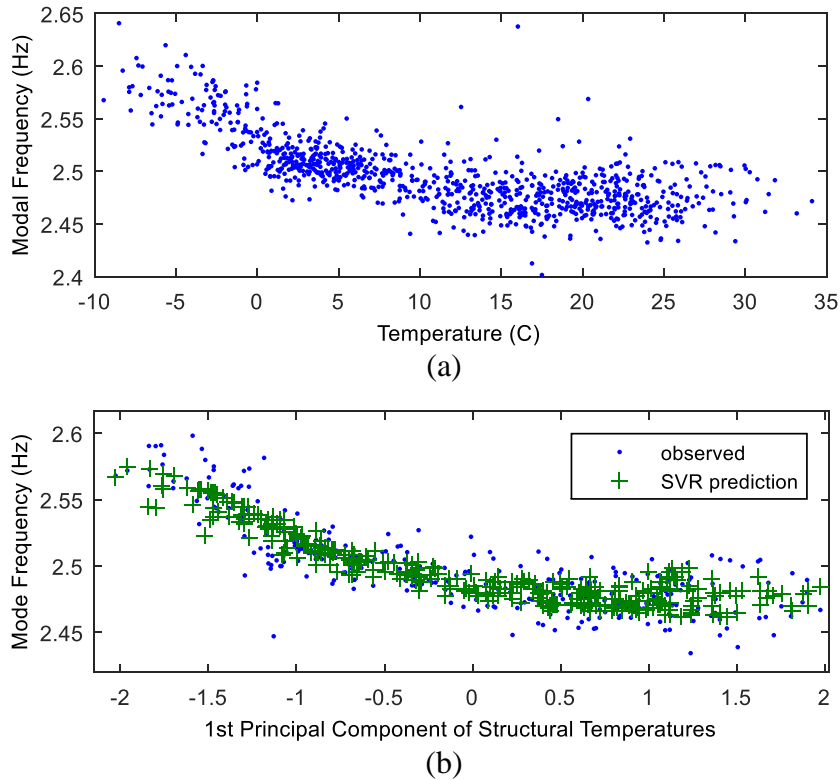 2.65
2.6
2.55
2.5
2.45
2.4
Modal Frequency (Hz)
-10 -5 0 5 10 15 20 25 30 35
Temperature (C)
(a)
2.6
2.55
2.5
2.45
Mode Frequency (Hz)
observed
SVR prediction
-2 -1.5 -1 -0.5 0 0.5 1 1.5 2
1st Principal Component of Structural Temperatures
(b)